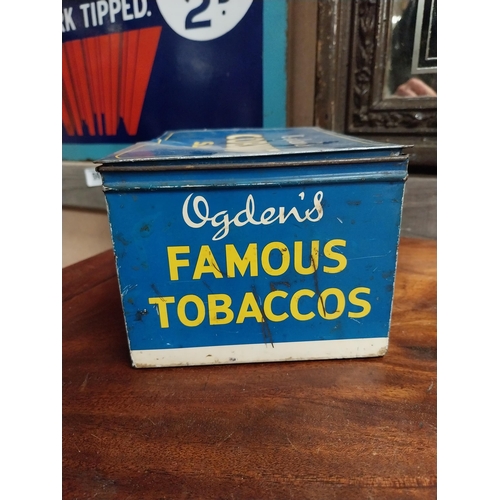 RK TIPPED.
2
Ogden's
FAMOUS
TOBACCOS